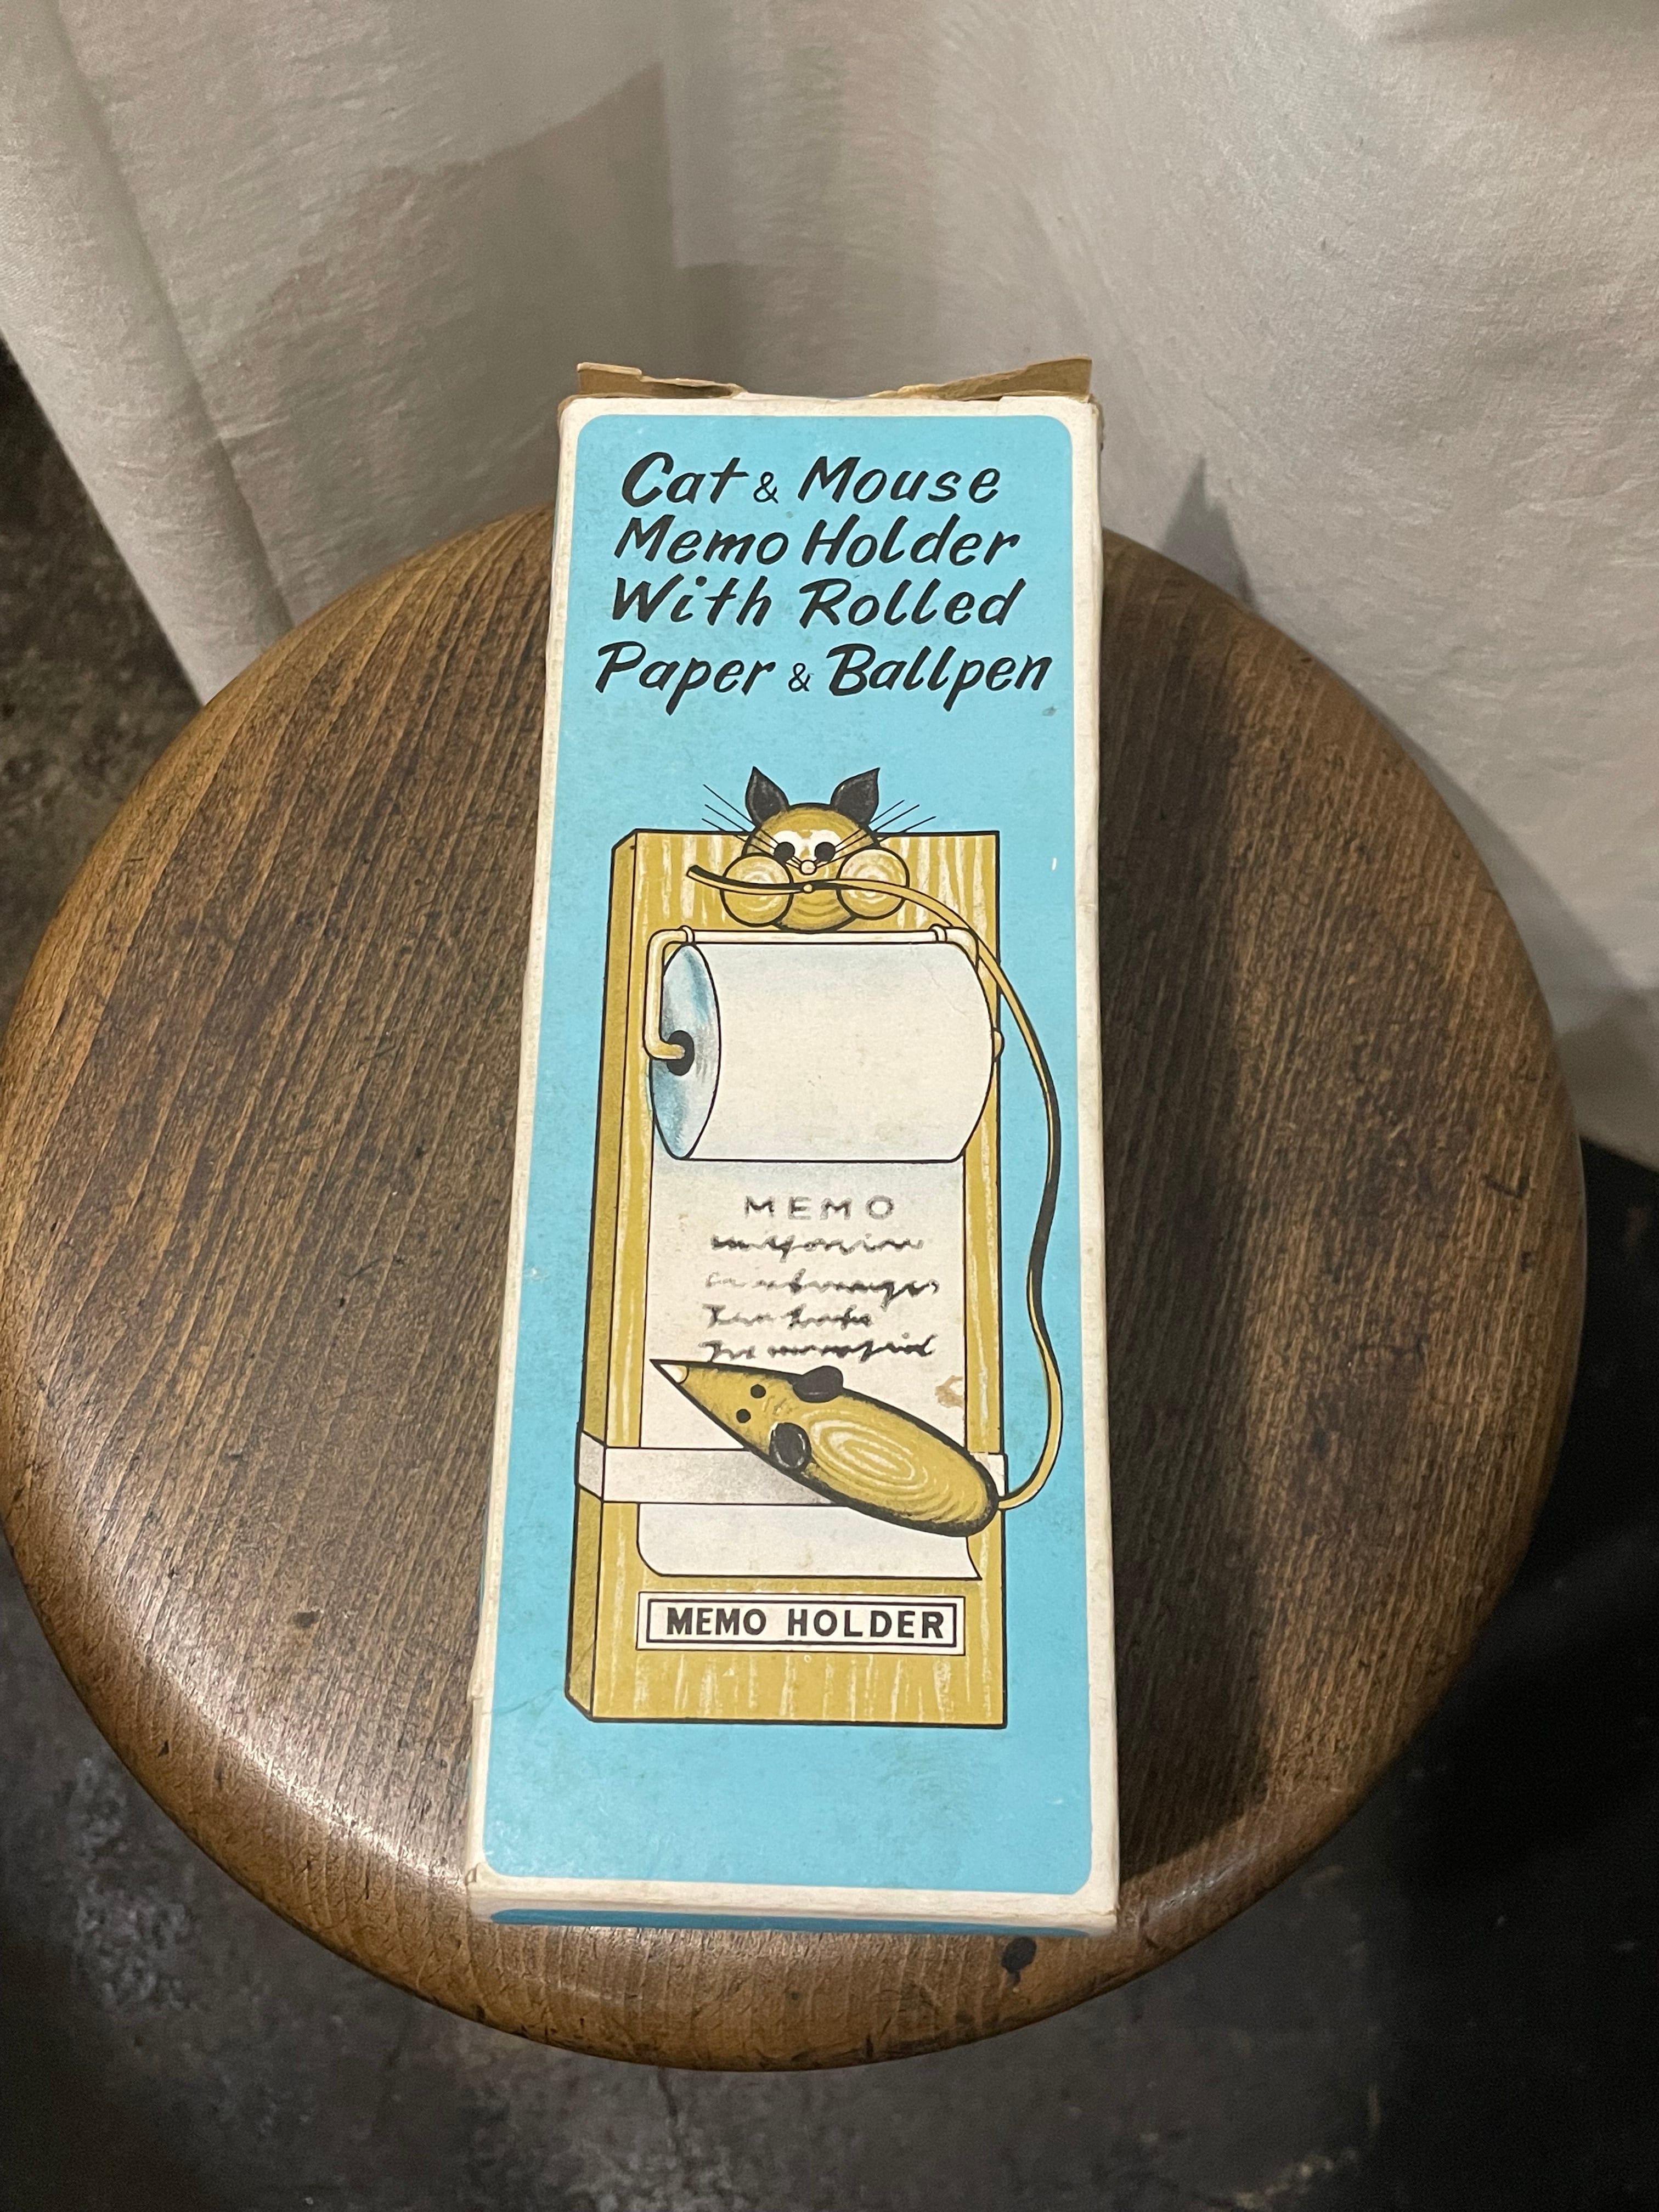 Cat & Mouse
Memo Holder
With Rolled
Paper & Ballpen
MEMO
MEMO HOLDER